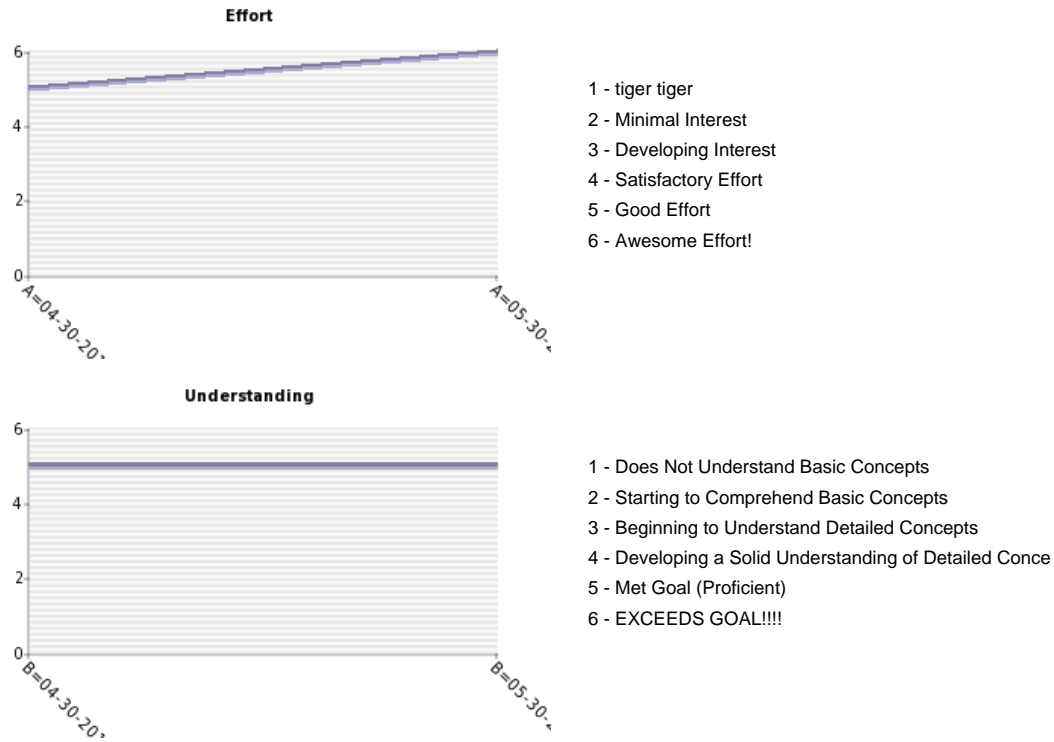 Effort
6
4
2
0
A=04-30-20
A=05-30-
1 - tiger tiger
2 - Minimal Interest
3 - Developing Interest
4 - Satisfactory Effort
5 - Good Effort
6 - Awesome Effort!
Understanding
6
4
2
0
B=04-30-20
B=05-30-
1 - Does Not Understand Basic Concepts
2 - Starting to Comprehend Basic Concepts
3 - Beginning to Understand Detailed Concepts
4 - Developing a Solid Understanding of Detailed Conce
5 - Met Goal (Proficient)
6 - EXCEEDS GOAL!!!!